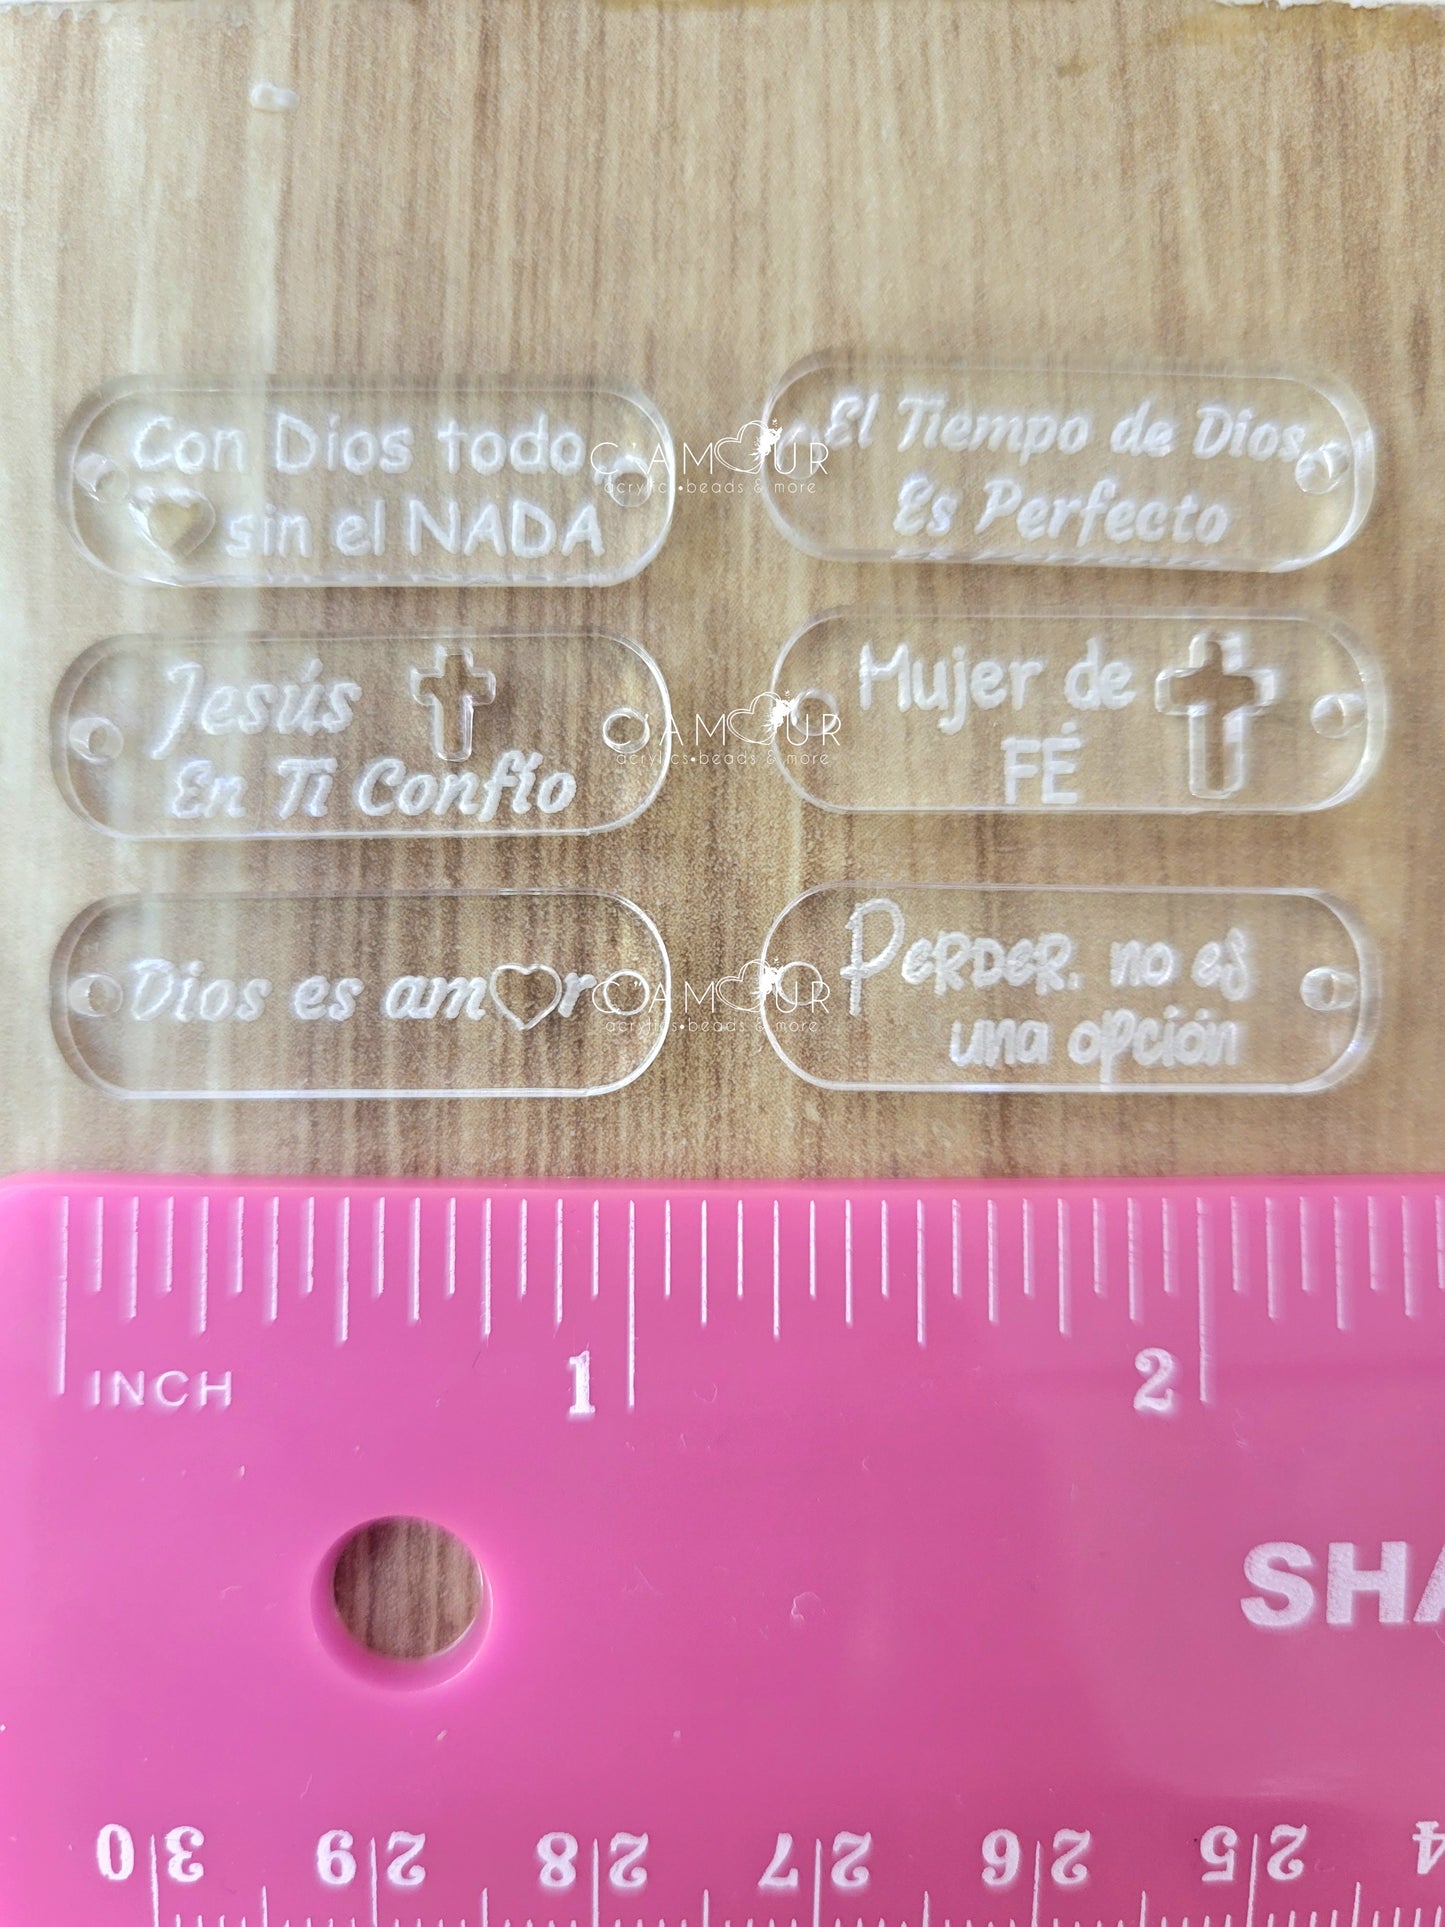 Con Dios todo
sin el NADA
El Tiempo de Dios
Es Perfecto
C'AMOUR
acrylics•beads & more
Jesús
En Ti Confío
Mujer de
FÉ
C'AMOUR
acrylics•beads & more
Dios es amor
PERDER. no es
una opción
C'AMOUR
acrylics•beads & more
INCH 1 2
SHA
30 29 28 27 26 25